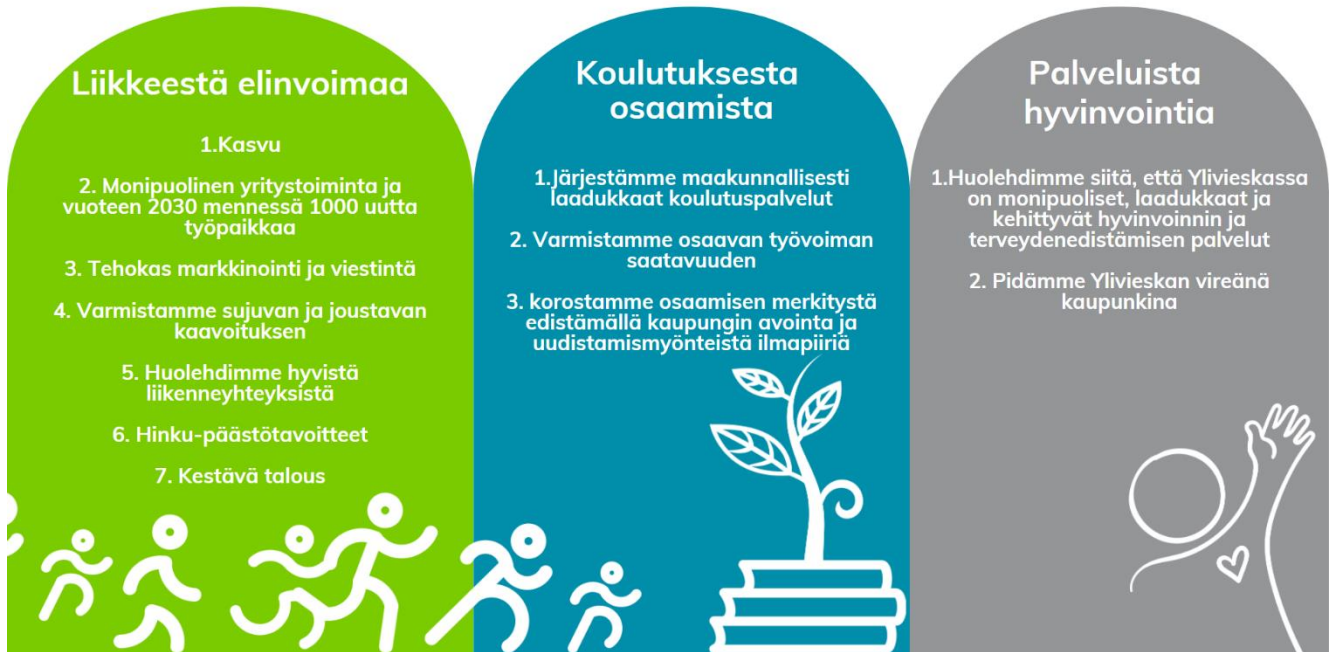 Liikkeestä elinvoimaa
1.Kasvu
2. Monipuolinen yritystoiminta ja
vuoteen 2030 mennessä 1000 uutta
työpaikkaa
3. Tehokas markkinointi ja viestintä
4. Varmistamme sujuvan ja joustavan
kaavoituksen
5. Huolehdimme hyvistä
liikenneyhteyksistä
6. Hinku-päästötavoitteet
7. Kestävä talous
Koulutuksesta
osaamista
1.Järjestämme maakunnallisesti
laadukkaat koulutuspalvelut
2. Varmistamme osaavan työvoiman
saatavuuden
3. korostamme osaamisen merkitystä
edistämällä kaupungin avointa ja
uudistamismyönteistä ilmapiiriä
Palveluista
hyvinvointia
1.Huolehdimme siitä, että Ylivieskassa
on monipuoliset, laadukkaat ja
kehittyvät hyvinvoinnin ja
terveydenedistämisen palvelut
2. Pidämme Ylivieskan vireänä
kaupunkina